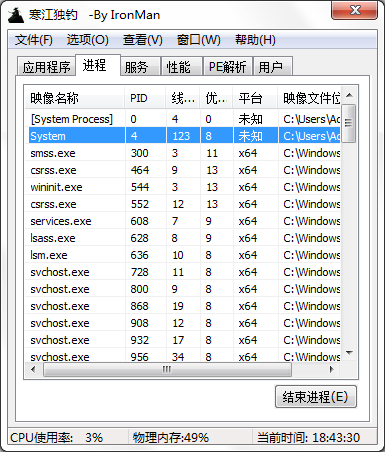 寒江独钓 -By IronMan
文件(F) 选项(O) 查看(V) 窗口(W) 帮助(H)
应用程序 进程 服务 性能 PE解析 用户
映像名称 PID 线... 优... 平台 映像文件位
[System Process] 0 4 0 未知 C:\Users\Ad
System 4 123 8 未知 C:\Users\Ad
smss.exe 300 3 11 x64 C:\Windows
csrss.exe 464 9 13 x64 C:\Windows
wininit.exe 544 3 13 x64 C:\Windows
csrss.exe 552 12 13 x64 C:\Windows
services.exe 608 7 9 x64 C:\Windows
lsass.exe 628 8 9 x64 C:\Windows
lsm.exe 636 10 8 x64 C:\Windows
svchost.exe 728 11 8 x64 C:\Windows
svchost.exe 800 9 8 x64 C:\Windows
svchost.exe 868 19 8 x64 C:\Windows
svchost.exe 908 12 8 x64 C:\Windows
svchost.exe 932 17 8 x64 C:\Windows
svchost.exe 956 34 8 x64 C:\Windows
结束进程(E)
CPU使用率: 3% 物理内存:49% 当前时间: 18:43:30